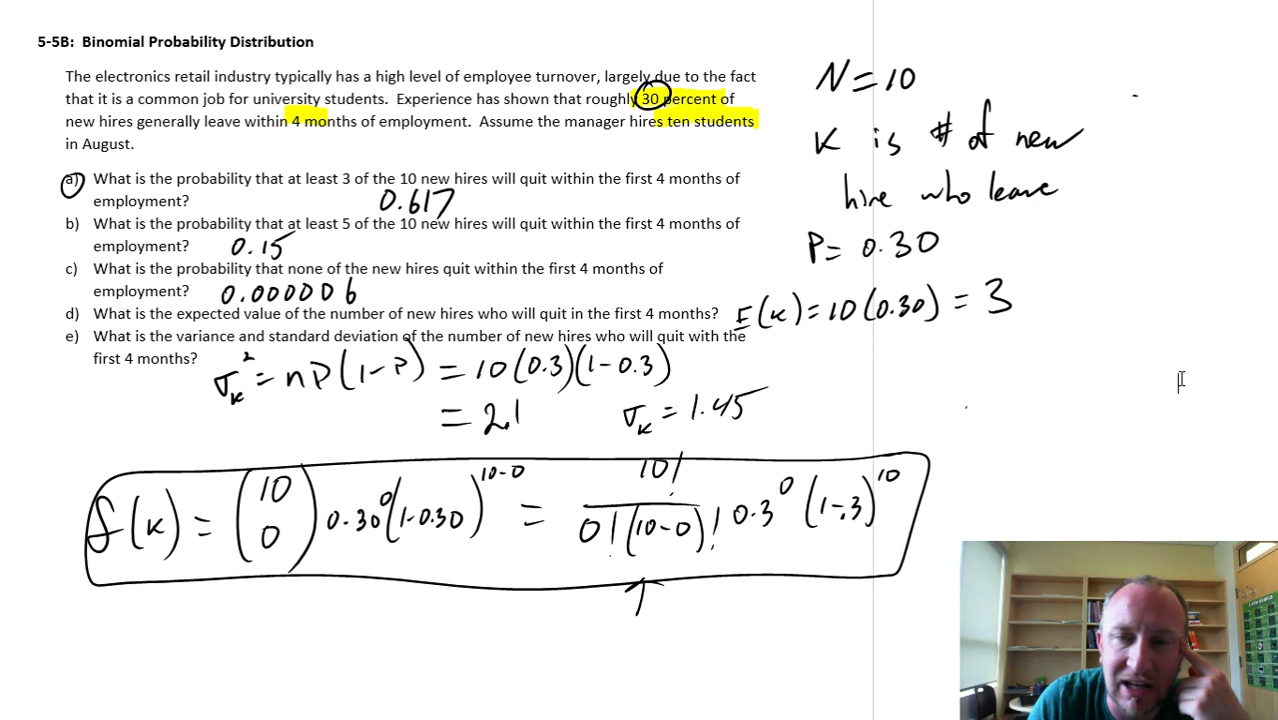 5-5B: Binomial Probability Distribution
The electronics retail industry typically has a high level of employee turnover, largely due to the fact
that it is a common job for university students. Experience has shown that roughly 30 percent of
new hires generally leave within 4 months of employment. Assume the manager hires ten students
in August.
a) What is the probability that at least 3 of the 10 new hires will quit within the first 4 months of
employment? 0.617
b) What is the probability that at least 5 of the 10 new hires will quit within the first 4 months of
employment? 0.15
c) What is the probability that none of the new hires quit within the first 4 months of
employment? 0.000006
d) What is the expected value of the number of new hires who will quit in the first 4 months? E(K)=10(0.30) = 3
e) What is the variance and standard deviation of the number of new hires who will quit with the
first 4 months? σ²ₖ = nP(1-P) = 10(0.3)(1-0.3)
= 2.1 σₖ = 1.45
f(K) = (10 0) 0.30⁰(1-0.30)¹⁰⁻⁰ = 10! / 0!(10-0)! 0.3⁰ (1-.3)¹⁰
N=10
K is # of new
hire who leave
P= 0.30